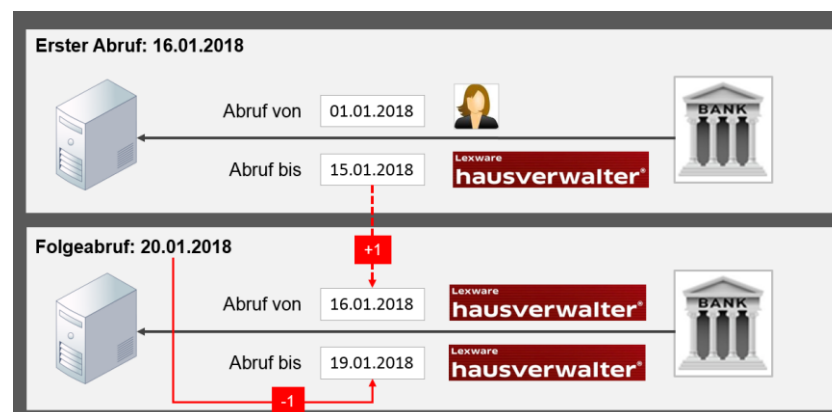 Erster Abruf: 16.01.2018
BANK
Abruf von 01.01.2018
Abruf bis 15.01.2018
Lexware
hausverwalter®
Folgeabruf: 20.01.2018
+1
BANK
Abruf von 16.01.2018
Lexware
hausverwalter®
Abruf bis 19.01.2018
Lexware
hausverwalter®
-1